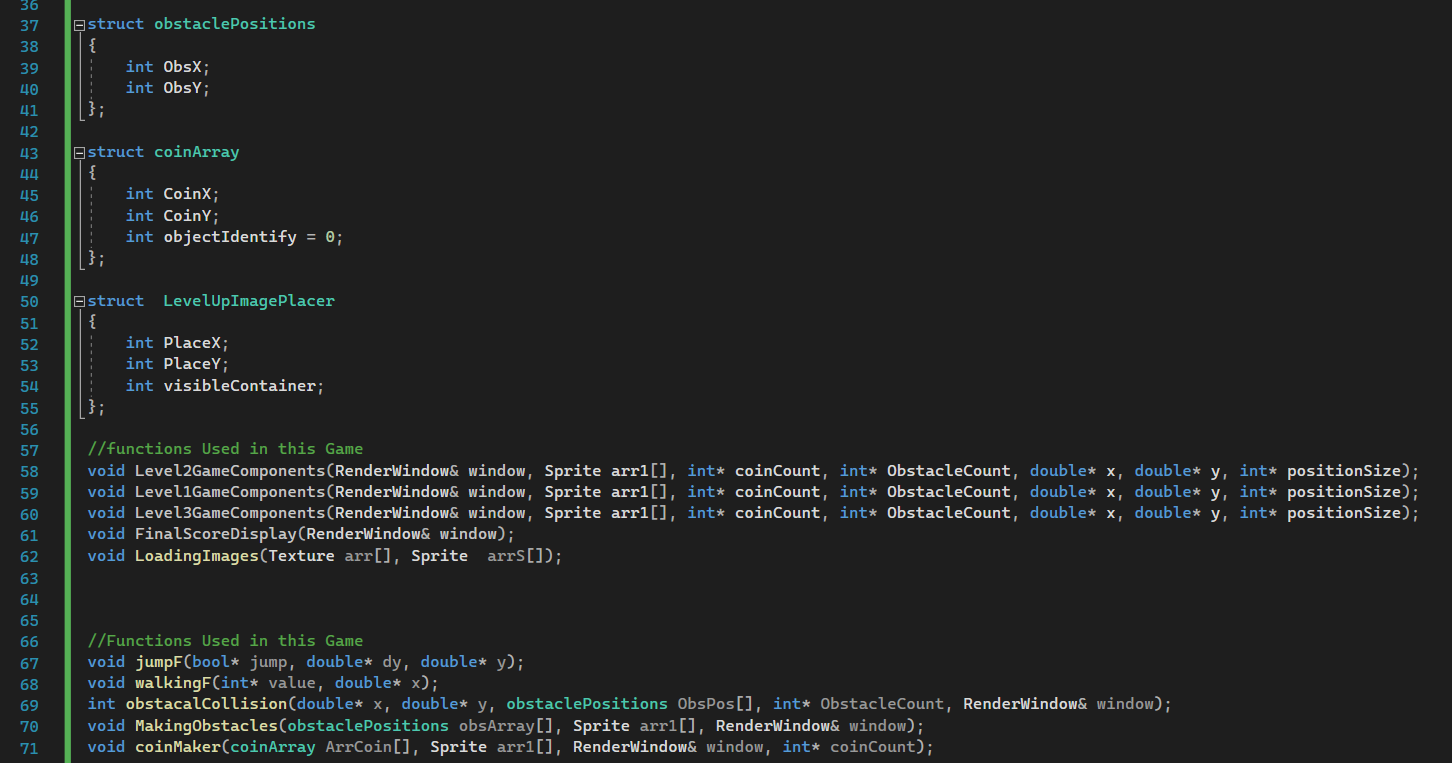 36
37 struct obstaclePositions
38 {
39 int ObsX;
40 int ObsY;
41 };
42
43 struct coinArray
44 {
45 int CoinX;
46 int CoinY;
47 int objectIdentify = 0;
48 };
49
50 struct  LevelUpImagePlacer
51 {
52 int PlaceX;
53 int PlaceY;
54 int visibleContainer;
55 };
56
57 //functions Used in this Game
58 void Level2GameComponents(RenderWindow& window, Sprite arr1[], int* coinCount, int* ObstacleCount, double* x, double* y, int* positionSize);
59 void Level1GameComponents(RenderWindow& window, Sprite arr1[], int* coinCount, int* ObstacleCount, double* x, double* y, int* positionSize);
60 void Level3GameComponents(RenderWindow& window, Sprite arr1[], int* coinCount, int* ObstacleCount, double* x, double* y, int* positionSize);
61 void FinalScoreDisplay(RenderWindow& window);
62 void LoadingImages(Texture arr[], Sprite  arrS[]);
63
64
65
66 //Functions Used in this Game
67 void jumpF(bool* jump, double* dy, double* y);
68 void walkingF(int* value, double* x);
69 int obstacalCollision(double* x, double* y, obstaclePositions ObsPos[], int* ObstacleCount, RenderWindow& window);
70 void MakingObstacles(obstaclePositions obsArray[], Sprite arr1[], RenderWindow& window);
71 void coinMaker(coinArray ArrCoin[], Sprite arr1[], RenderWindow& window, int* coinCount);